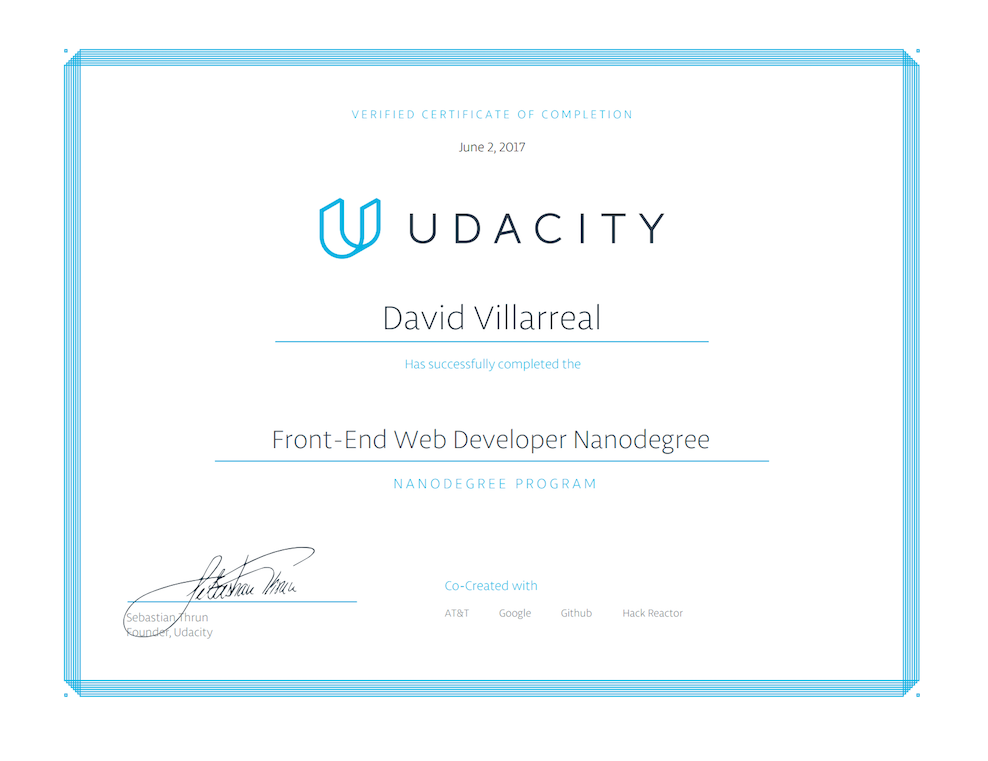 VERIFIED CERTIFICATE OF COMPLETION
June 2, 2017
UDACITY
David Villarreal
Has successfully completed the
Front-End Web Developer Nanodegree
NANODEGREE PROGRAM
Sebastian Thrun
Sebastian Thrun
Founder, Udacity
Co-Created with
AT&T Google Github Hack Reactor